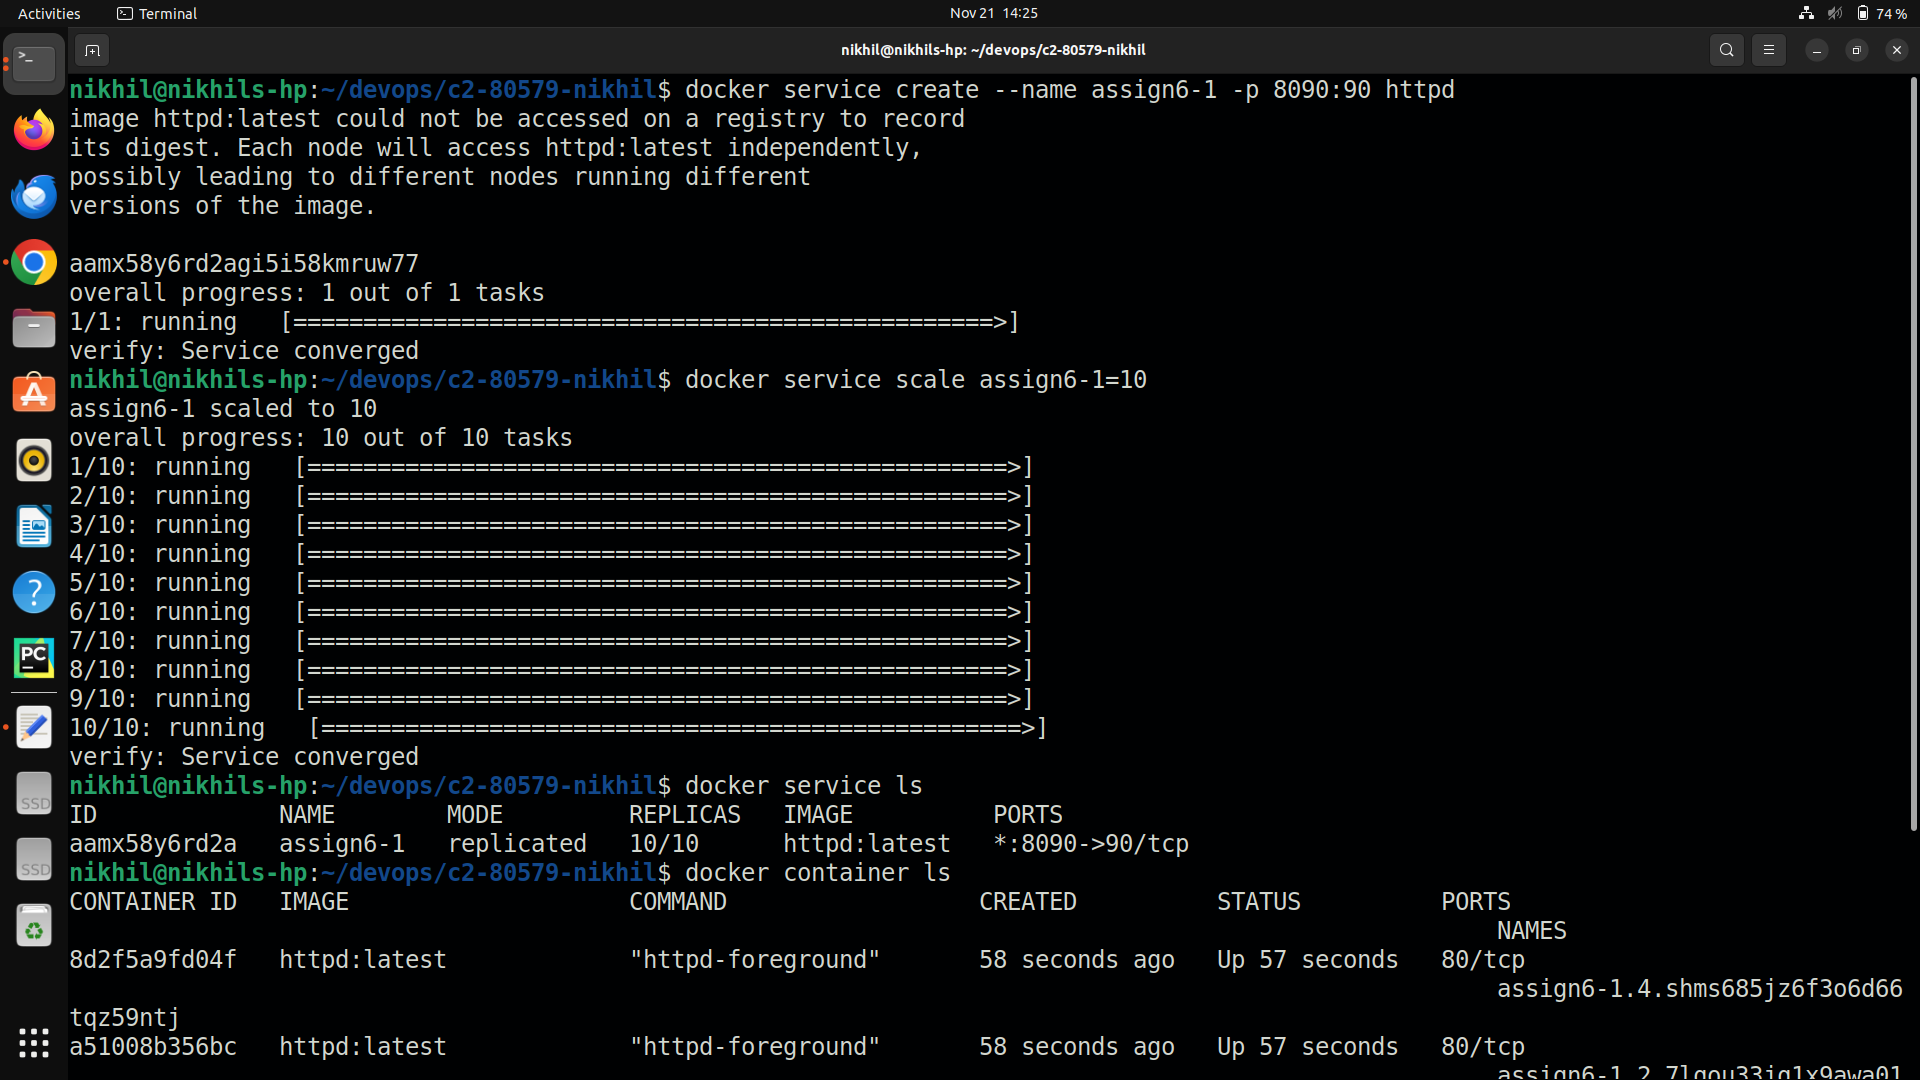 Activities
Terminal
Nov 21 14:25
74 %
nikhil@nikhils-hp: ~/devops/c2-80579-nikhil
nikhil@nikhils-hp:~/devops/c2-80579-nikhil$ docker service create --name assign6-1 -p 8090:90 httpd
image httpd:latest could not be accessed on a registry to record
its digest. Each node will access httpd:latest independently,
possibly leading to different nodes running different
versions of the image.
aamx58y6rd2agi5i58kmruw77
overall progress: 1 out of 1 tasks
1/1: running   [==================================================>]
verify: Service converged
nikhil@nikhils-hp:~/devops/c2-80579-nikhil$ docker service scale assign6-1=10
assign6-1 scaled to 10
overall progress: 10 out of 10 tasks
1/10: running   [==================================================>]
2/10: running   [==================================================>]
3/10: running   [==================================================>]
4/10: running   [==================================================>]
5/10: running   [==================================================>]
6/10: running   [==================================================>]
7/10: running   [==================================================>]
8/10: running   [==================================================>]
9/10: running   [==================================================>]
10/10: running   [==================================================>]
verify: Service converged
nikhil@nikhils-hp:~/devops/c2-80579-nikhil$ docker service ls
ID             NAME        MODE         REPLICAS   IMAGE          PORTS
aamx58y6rd2a   assign6-1   replicated   10/10      httpd:latest   *:8090->90/tcp
nikhil@nikhils-hp:~/devops/c2-80579-nikhil$ docker container ls
CONTAINER ID   IMAGE                    COMMAND                  CREATED          STATUS          PORTS
NAMES
8d2f5a9fd04f   httpd:latest             "httpd-foreground"       58 seconds ago   Up 57 seconds   80/tcp
assign6-1.4.shms685jz6f3o6d66
tqz59ntj
a51008b356bc   httpd:latest             "httpd-foreground"       58 seconds ago   Up 57 seconds   80/tcp
PC
SSD
SSD